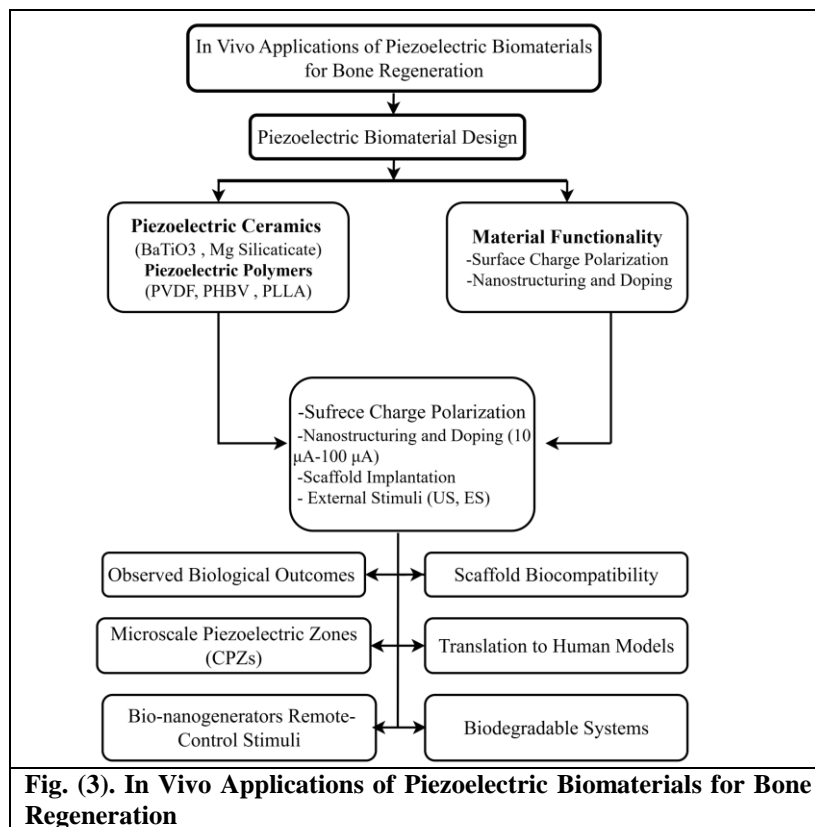 In Vivo Applications of Piezoelectric Biomaterials
for Bone Regeneration
Piezoelectric Biomaterial Design
Piezoelectric Ceramics
(BaTiO3 , Mg Silicaticate)
Piezoelectric Polymers
(PVDF, PHBV , PLLA)
Material Functionality
-Surface Charge Polarization
-Nanostructuring and Doping
-Sufrece Charge Polarization
-Nanostructuring and Doping (10
μA-100 μA)
-Scaffold Implantation
- External Stimuli (US, ES)
Observed Biological Outcomes
Scaffold Biocompatibility
Microscale Piezoelectric Zones
(CPZs)
Translation to Human Models
Bio-nanogenerators Remote-
Control Stimuli
Biodegradable Systems
Fig. (3). In Vivo Applications of Piezoelectric Biomaterials for Bone
Regeneration